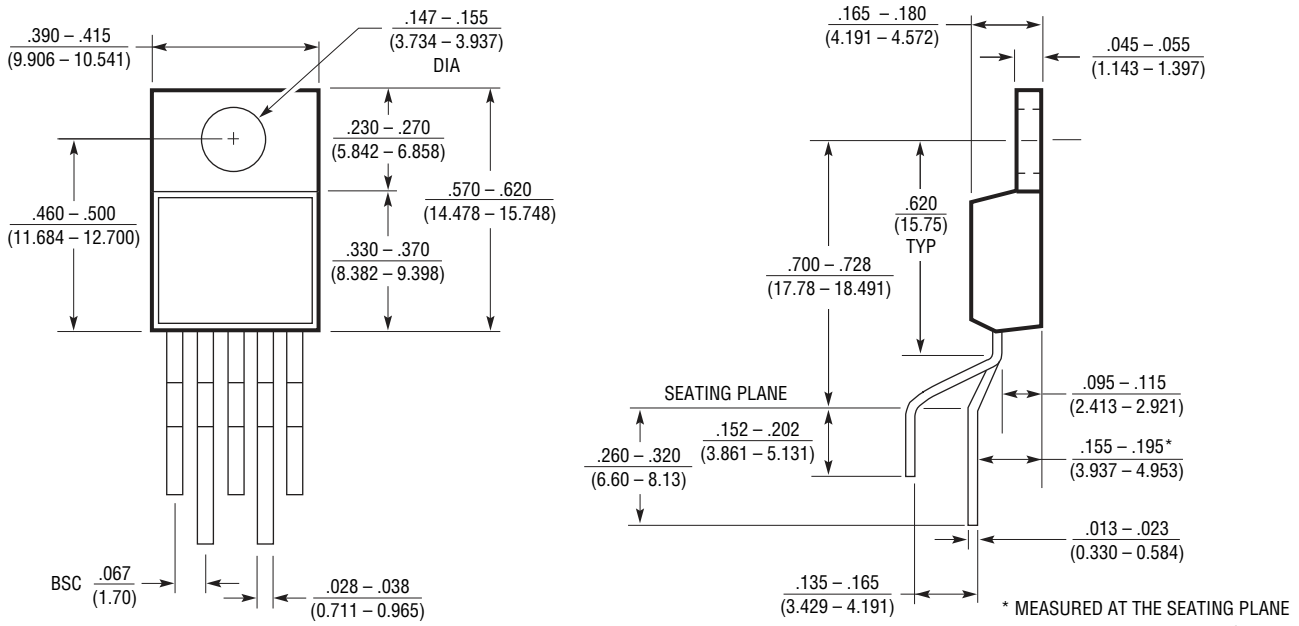 .390 – .415
(9.906 – 10.541)
.147 – .155
(3.734 – 3.937)
DIA
.230 – .270
(5.842 – 6.858)
.570 – .620
(14.478 – 15.748)
.460 – .500
(11.684 – 12.700)
.330 – .370
(8.382 – 9.398)
BSC
.067
(1.70)
.028 – .038
(0.711 – 0.965)
.165 – .180
(4.191 – 4.572)
.045 – .055
(1.143 – 1.397)
.620
(15.75)
TYP
.700 – .728
(17.78 – 18.491)
SEATING PLANE
.152 – .202
(3.861 – 5.131)
.260 – .320
(6.60 – 8.13)
.095 – .115
(2.413 – 2.921)
.155 – .195*
(3.937 – 4.953)
.013 – .023
(0.330 – 0.584)
.135 – .165
(3.429 – 4.191)
* MEASURED AT THE SEATING PLANE